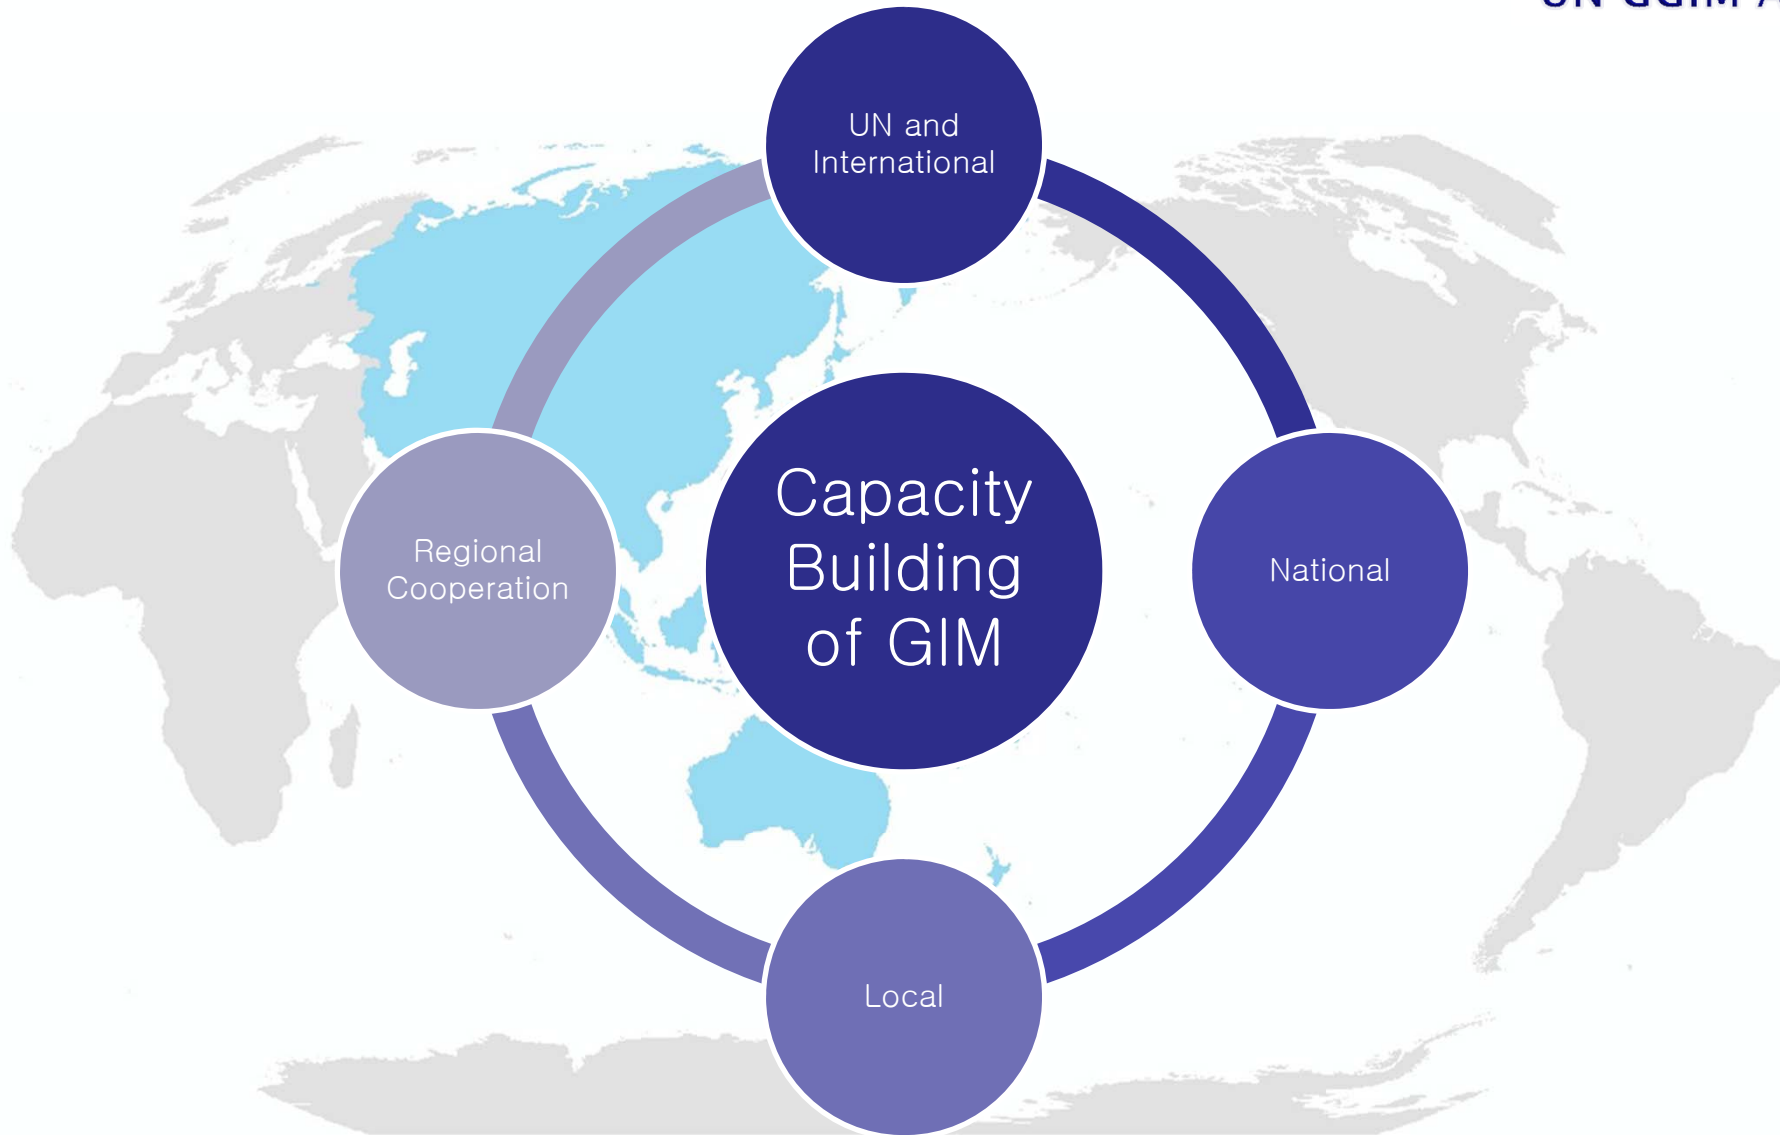 UN and
International
Regional
Cooperation
Capacity
Building
of GIM
National
Local